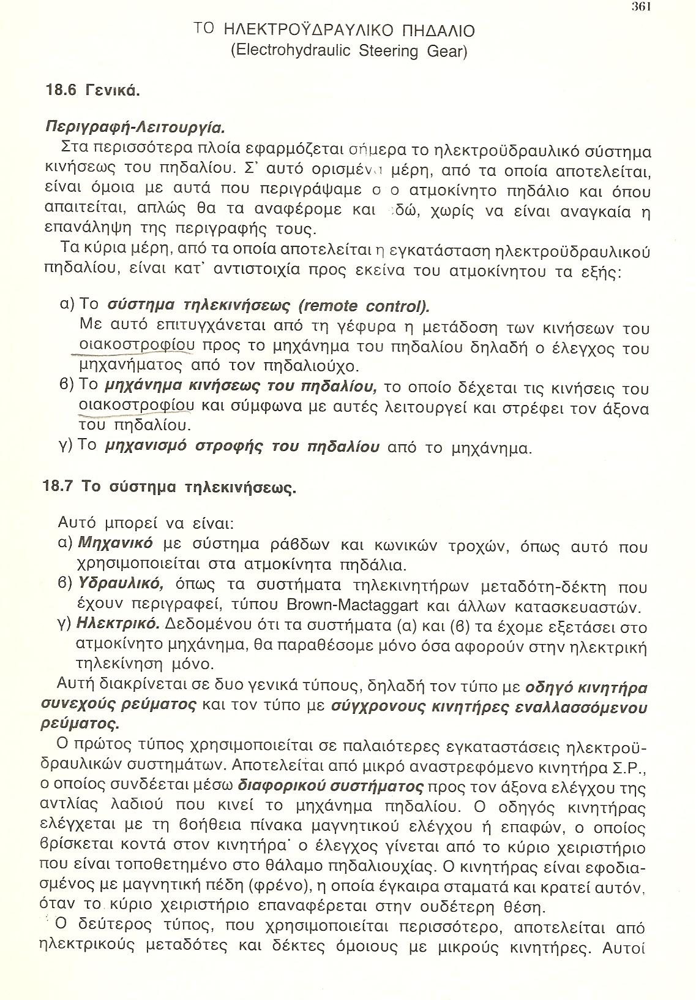 361
ΤΟ ΗΛΕΚΤΡΟΫΔΡΑΥΛΙΚΟ ΠΗΔΑΛΙΟ
(Electrohydraulic Steering Gear)
18.6 Γενικά.
Περιγραφή-Λειτουργία.
Στα περισσότερα πλοία εφαρμόζεται σήμερα το ηλεκτροϋδραυλικό σύστημα
κινήσεως του πηδαλίου. Σ' αυτό μέρη, από τα οποία αποτελείται,
είναι όμοια με αυτά που περιγράψαμε ο ατμοκίνητο πηδάλιο και όπου
απαιτείται, απλώς θα τα αναφέρομε και χωρίς να είναι αναγκαία η
επανάληψη της περιγραφής τους.
Τα κύρια μέρη, από τα οποία αποτελείται η εγκατάσταση ηλεκτροϋδραυλικού
πηδαλίου, είναι κατ' αντιστοιχία προς εκείνα του ατμοκίνητου τα εξής:
α) Το σύστημα τηλεκινήσεως (remote control).
Με αυτό επιτυγχάνεται από τη γέφυρα η μετάδοση των κινήσεων του
οιακοστροφίου προς το μηχάνημα του πηδαλίου δηλαδή ο έλεγχος του
μηχανήματος από τον πηδαλιούχο.
β) Το μηχάνημα κινήσεως του πηδαλίου, το οποίο δέχεται τις κινήσεις του
οιακοστροφίου και σύμφωνα με αυτές λειτουργεί και στρέφει τον άξονα
του πηδαλίου.
γ) Το μηχανισμό στροφής του πηδαλίου από το μηχάνημα.
18.7 Το σύστημα τηλεκινήσεως.
Αυτό μπορεί να είναι:
α) Μηχανικό με σύστημα ράβδων και κωνικών τροχών, όπως αυτό που
χρησιμοποιείται στα ατμοκίνητα πηδάλια.
β) Υδραυλικό, όπως τα συστήματα τηλεκινητήρων μεταδότη-δέκτη που
έχουν περιγραφεί, τύπου Brown-Mactaggart και άλλων κατασκευαστών.
γ) Ηλεκτρικό. Δεδομένου ότι τα συστήματα (α) και (β) τα έχομε εξετάσει στο
ατμοκίνητο μηχάνημα, θα παραθέσομε μόνο όσα αφορούν στην ηλεκτρική
τηλεκίνηση μόνο.
Αυτή διακρίνεται σε δυο γενικά τύπους, δηλαδή τον τύπο με οδηγό κινητήρα
συνεχούς ρεύματος και τον τύπο με σύγχρονους κινητήρες εναλλασσόμενου
ρεύματος.
Ο πρώτος τύπος χρησιμοποιείται σε παλαιότερες εγκαταστάσεις ηλεκτροϋ-
δραυλικών συστημάτων. Αποτελείται από μικρό αναστρεφόμενο κινητήρα Σ.Ρ.,
ο οποίος συνδέεται μέσω διαφορικού συστήματος προς τον άξονα ελέγχου της
αντλίας λαδιού που κινεί το μηχάνημα πηδαλίου. Ο οδηγός κινητήρας
ελέγχεται με τη βοήθεια πίνακα μαγνητικού ελέγχου ή επαφών, ο οποίος
βρίσκεται κοντά στον κινητήρα· ο έλεγχος γίνεται από το κύριο χειριστήριο
που είναι τοποθετημένο στο θάλαμο πηδαλιουχίας. Ο κινητήρας είναι εφοδια-
σμένος με μαγνητική πέδη (φρένο), η οποία έγκαιρα σταματά και κρατεί αυτόν,
όταν το κύριο χειριστήριο επαναφέρεται στην ουδέτερη θέση.
Ο δεύτερος τύπος, που χρησιμοποιείται περισσότερο, αποτελείται από
ηλεκτρικούς μεταδότες και δέκτες όμοιους με μικρούς κινητήρες. Αυτοί